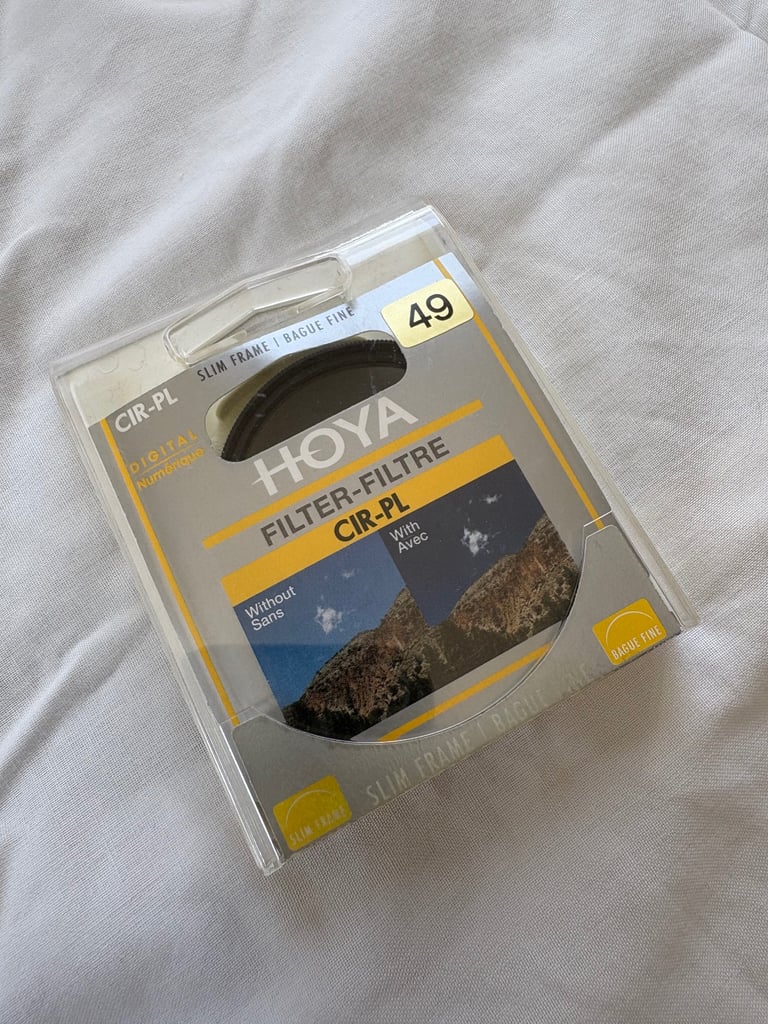 SLIM FRAME | BAGUE FINE
49
CIR-PL
DIGITAL
Numérique
HOYA
FILTER-FILTRE
CIR-PL
Without
Sans
With
Avec
SLIM FRAME | BAGUE FINE
SLIM FRAME
BAGUE FINE